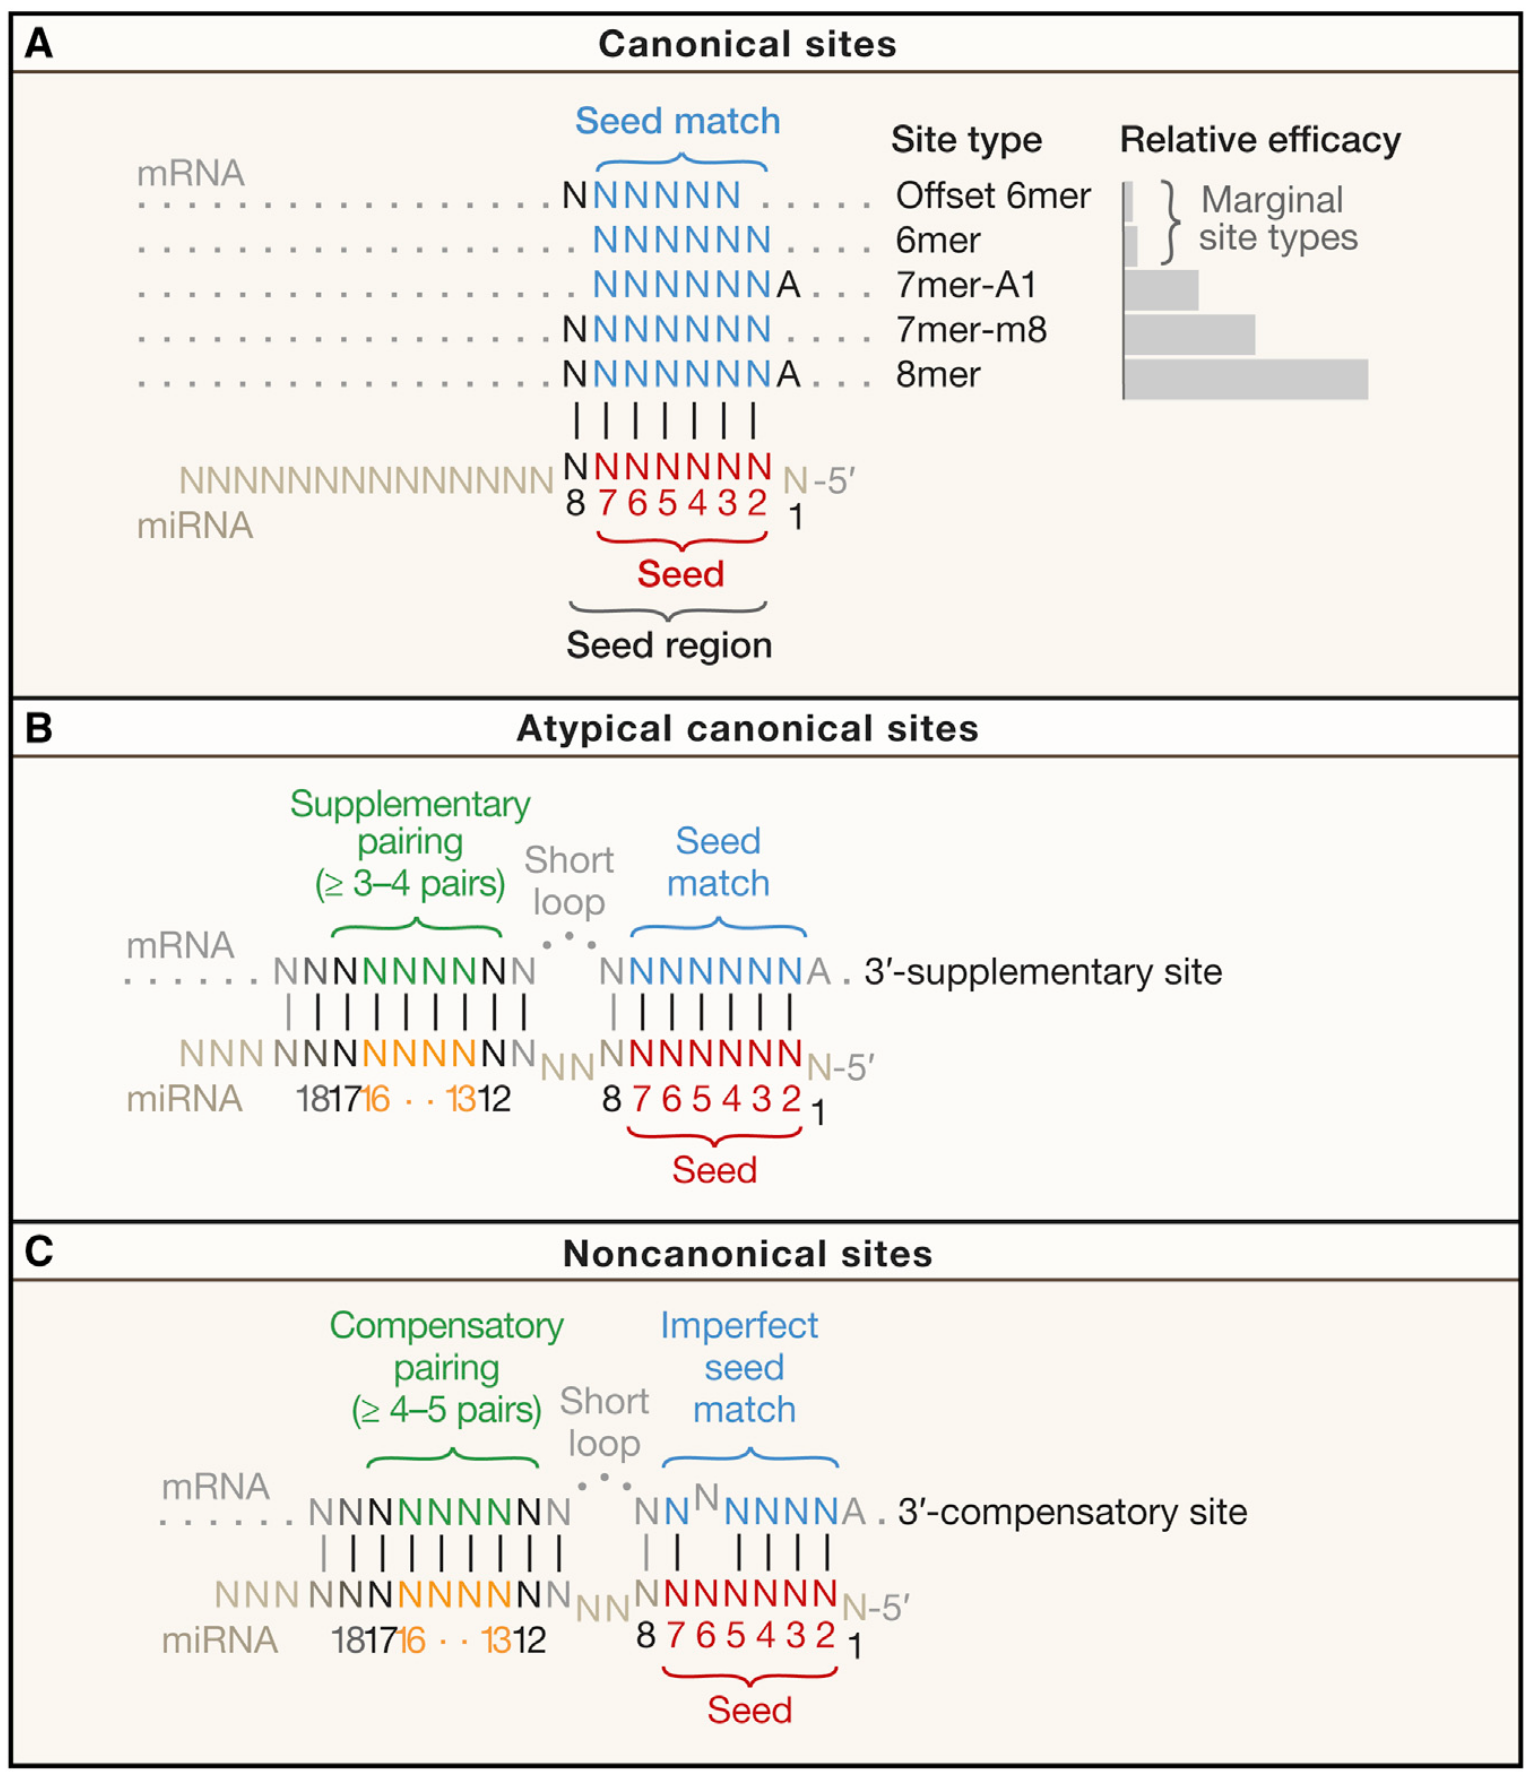 A
Canonical sites
Seed match
Site type
Relative efficacy
mRNA
. . . . . . . . . . . . . . . . . NNNNNN . . . . . Offset 6mer
. . . . . . . . . . . . . . . . . . NNNNNN . . . . 6mer
. . . . . . . . . . . . . . . . . . NNNNNNA . . . 7mer-A1
. . . . . . . . . . . . . . . . . NNNNNNN . . . . 7mer-m8
. . . . . . . . . . . . . . . . . NNNNNNNA . . . 8mer
Marginal
site types
NNNNNNNNNNNNNN NNNNNNN N-5′
8 7 6 5 4 3 2 1
miRNA
Seed
Seed region
B
Atypical canonical sites
Supplementary
pairing
(≥ 3–4 pairs)
Short
loop
Seed
match
mRNA
. . . . . . NNNNNNNNN • • • NNNNNNNA . 3′-supplementary site
NNN NNNNNNNNN NN NNNNNNN N-5′
miRNA 181716 · · 1312 8 7 6 5 4 3 2 1
Seed
C
Noncanonical sites
Compensatory
pairing
(≥ 4–5 pairs)
Short
loop
Imperfect
seed
match
mRNA
. . . . . . NNNNNNNNN • • • NNNNNNNA . 3′-compensatory site
NNN NNNNNNNNN NN NNNNNNN N-5′
miRNA 181716 · · 1312 8 7 6 5 4 3 2 1
Seed